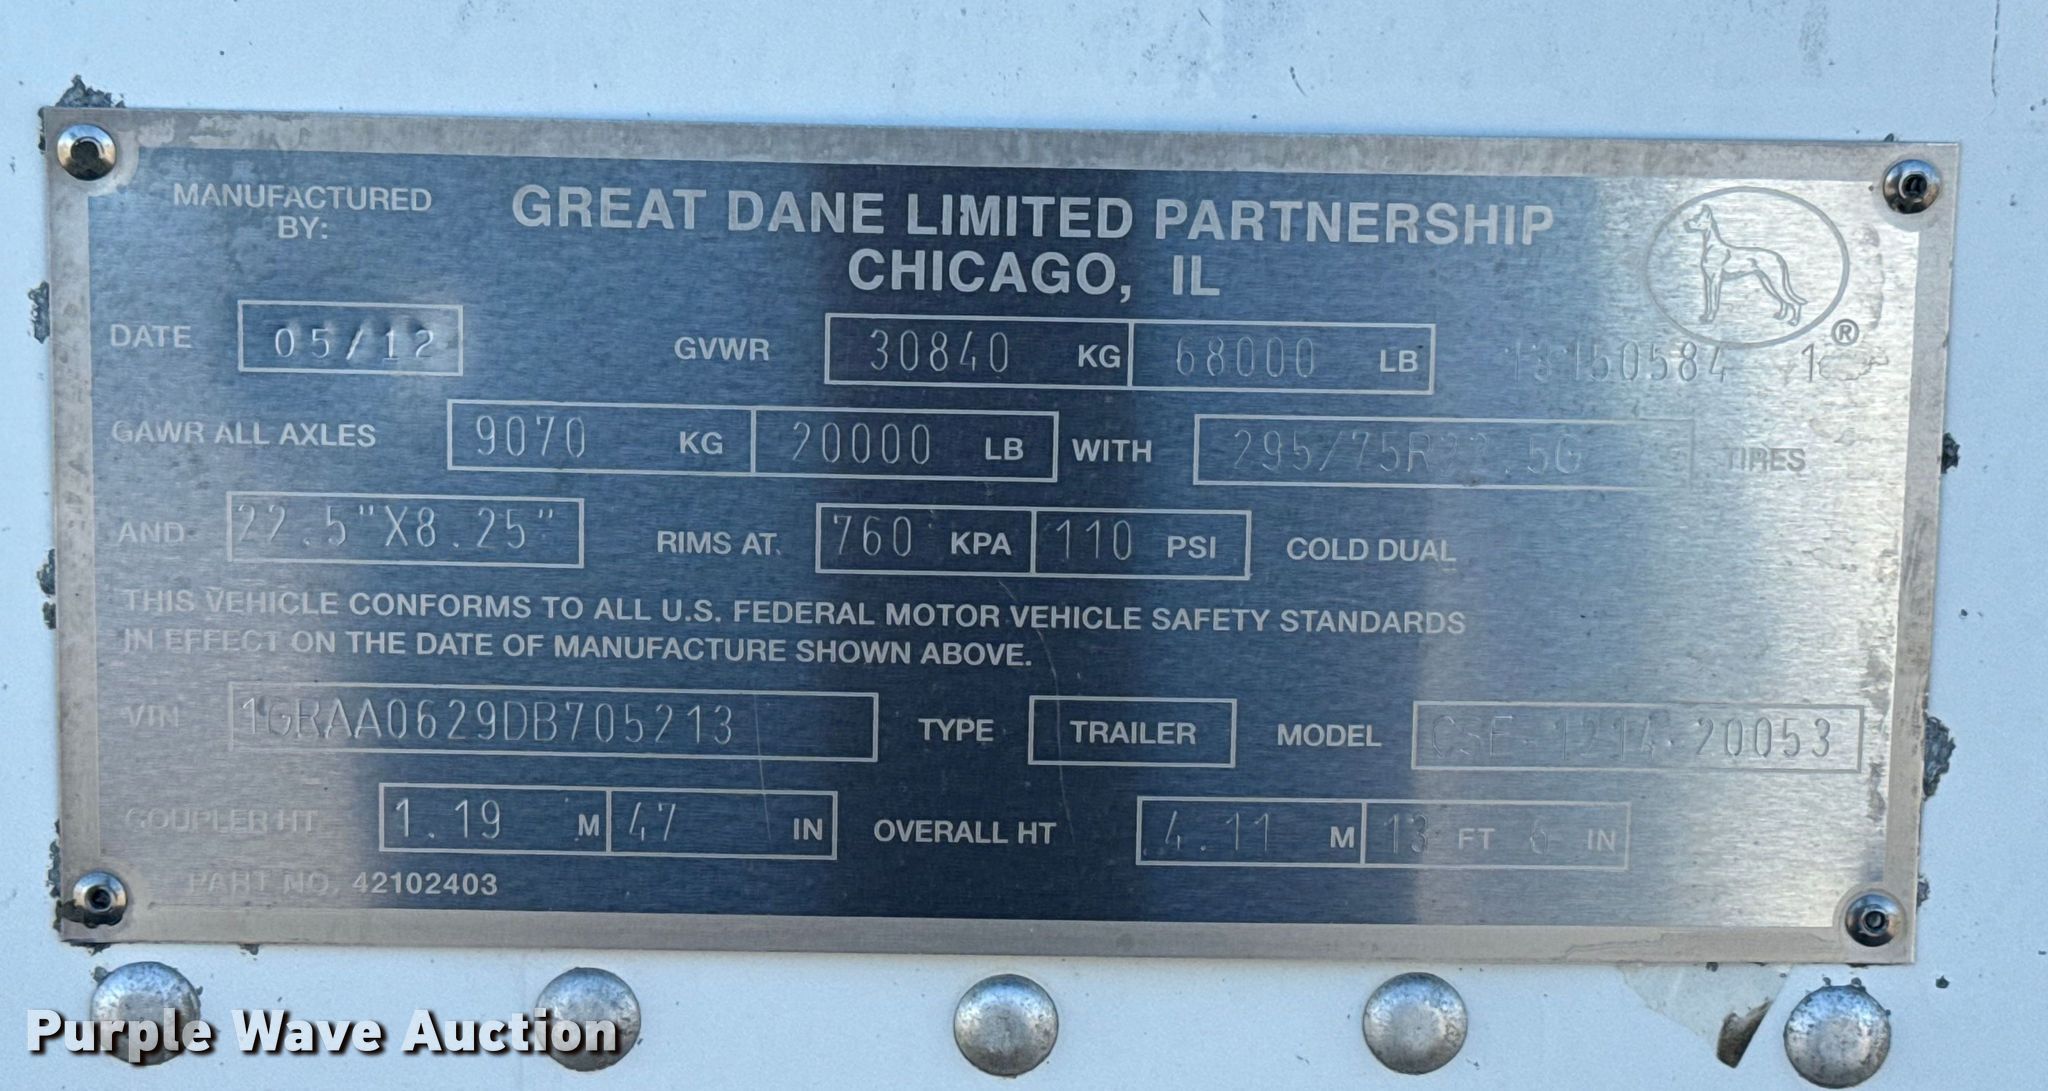 MANUFACTURED BY: GREAT DANE LIMITED PARTNERSHIP
CHICAGO, IL
®
DATE 05/12 GVWR 30840 KG 68000 LB
GAWR ALL AXLES 9070 KG 20000 LB WITH 295/75R22.5G TIRES
AND 22.5"X8.25" RIMS AT. 760 KPA 110 PSI COLD DUAL
THIS VEHICLE CONFORMS TO ALL U.S. FEDERAL MOTOR VEHICLE SAFETY STANDARDS
IN EFFECT ON THE DATE OF MANUFACTURE SHOWN ABOVE.
VIN 1GRAA0629DB705213 TYPE TRAILER MODEL 20053
COUPLER HT 1.19 M 47 IN OVERALL HT 4.11 M 13 FT 6 IN
PART NO. 42102403
Purple Wave Auction